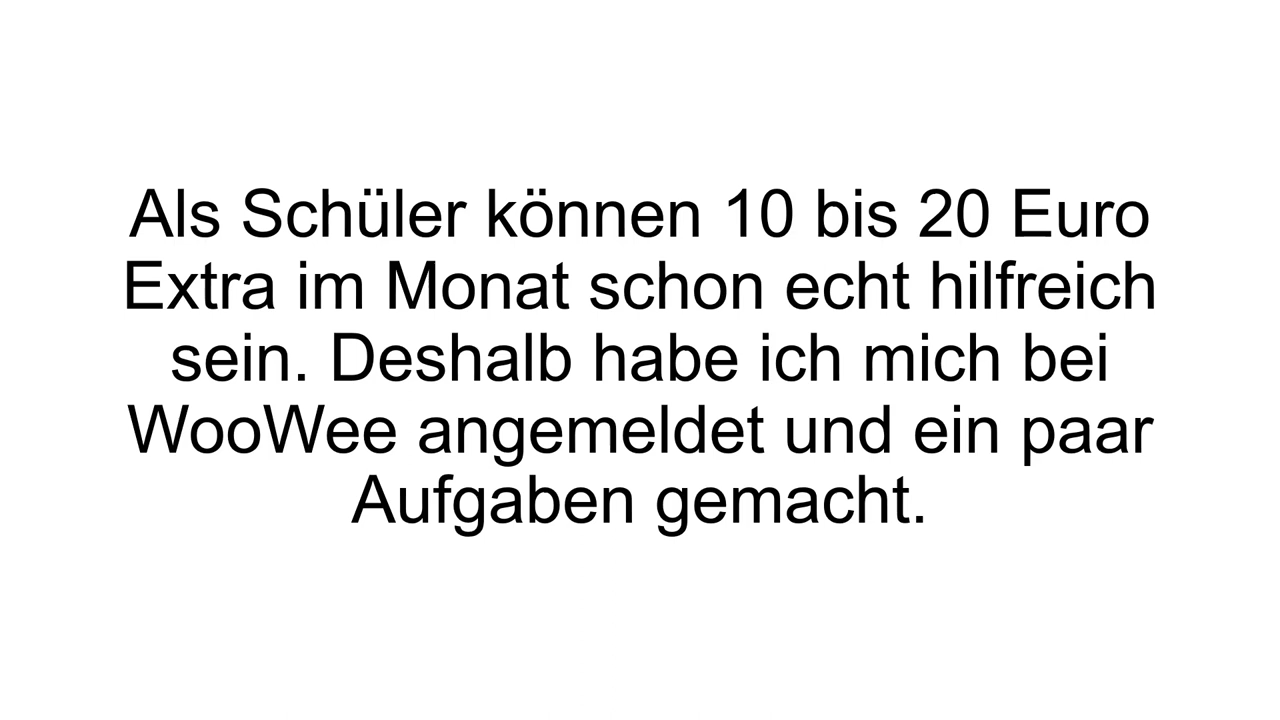 Als Schüler können 10 bis 20 Euro
Extra im Monat schon echt hilfreich
sein. Deshalb habe ich mich bei
WooWee angemeldet und ein paar
Aufgaben gemacht.